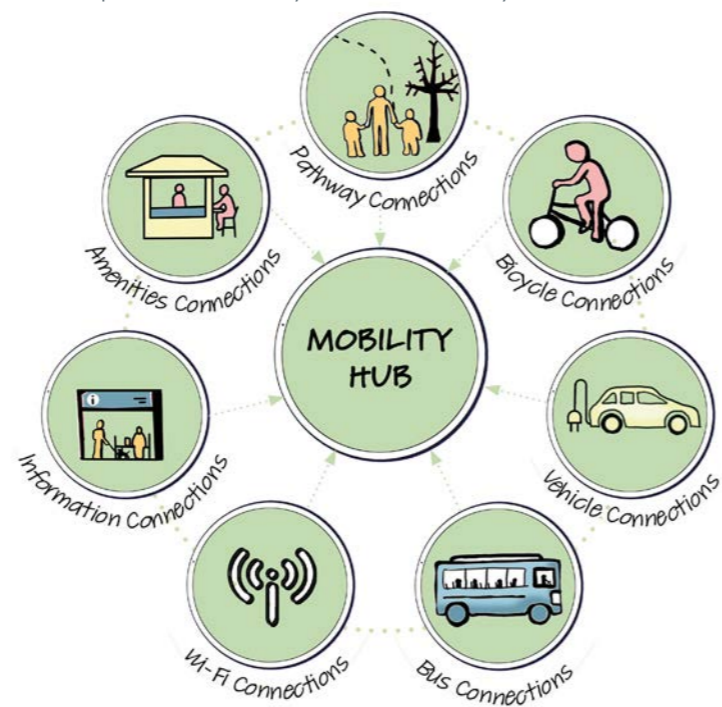 Pathway Connections
Amenities Connections
Bicycle Connections
MOBILITY
HUB
Information Connections
Vehicle Connections
Wi-Fi Connections
Bus Connections